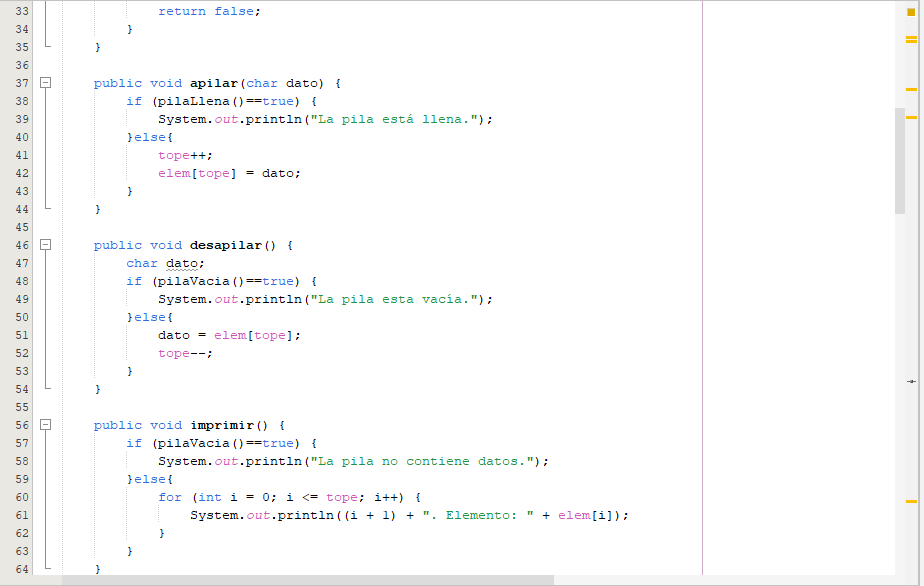 33 return false;
34 }
35 }
36
37 public void apilar(char dato) {
38 if (pilaLlena()==true) {
39 System.out.println("La pila está llena.");
40 }else{
41 tope++;
42 elem[tope] = dato;
43 }
44 }
45
46 public void desapilar() {
47 char dato;
48 if (pilaVacia()==true) {
49 System.out.println("La pila esta vacía.");
50 }else{
51 dato = elem[tope];
52 tope--;
53 }
54 }
55
56 public void imprimir() {
57 if (pilaVacia()==true) {
58 System.out.println("La pila no contiene datos.");
59 }else{
60 for (int i = 0; i <= tope; i++) {
61 System.out.println((i + 1) + ". Elemento: " + elem[i]);
62 }
63 }
64 }